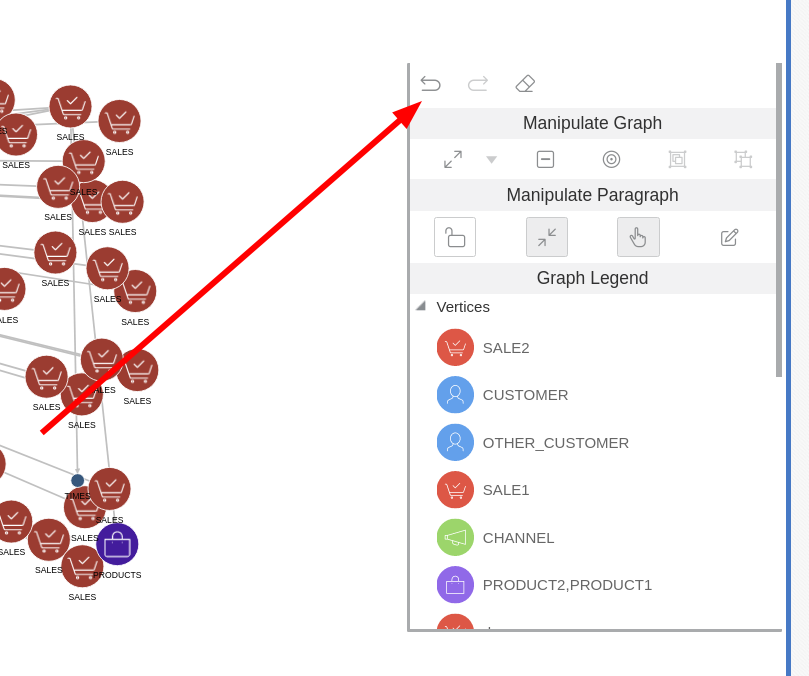 SALES
SALES
SALES
SALES
SALES
SALES SALES
SALES
SALES
SALES
SALES
SALES
SALES
SALES
SALES
TIMES
SALES
SALES
SALES
SALES
PRODUCTS
SALES
Manipulate Graph
Manipulate Paragraph
Graph Legend
Vertices
SALE2
CUSTOMER
OTHER_CUSTOMER
SALE1
CHANNEL
PRODUCT2,PRODUCT1